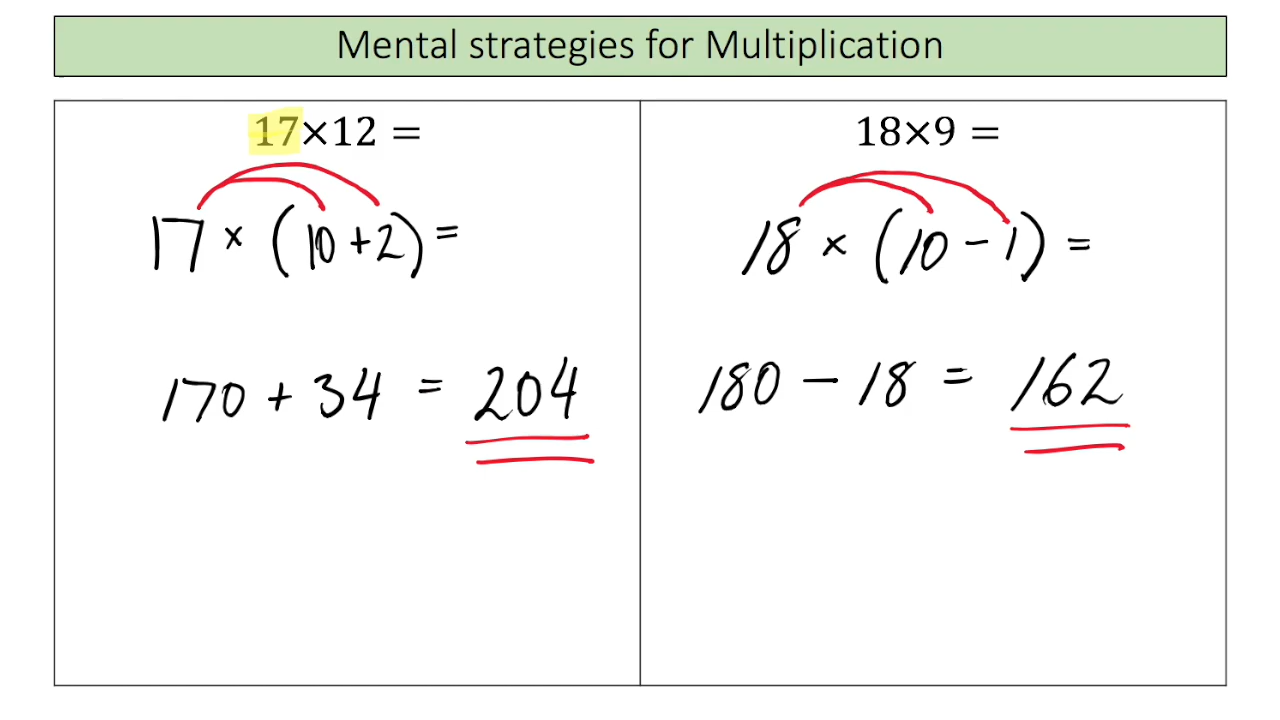 Mental strategies for Multiplication
17×12 =
17 × (10 + 2) =
170 + 34 = 204
18×9 =
18 × (10 − 1) =
180 − 18 = 162